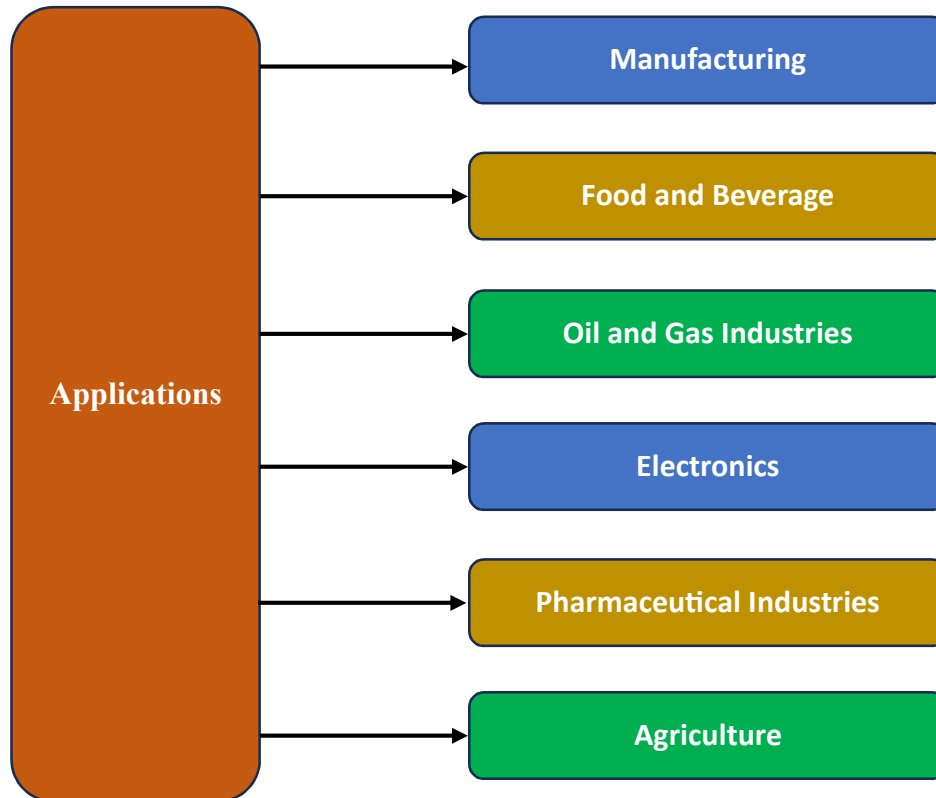 Manufacturing
Food and Beverage
Oil and Gas Industries
Applications
Electronics
Pharmaceutical Industries
Agriculture